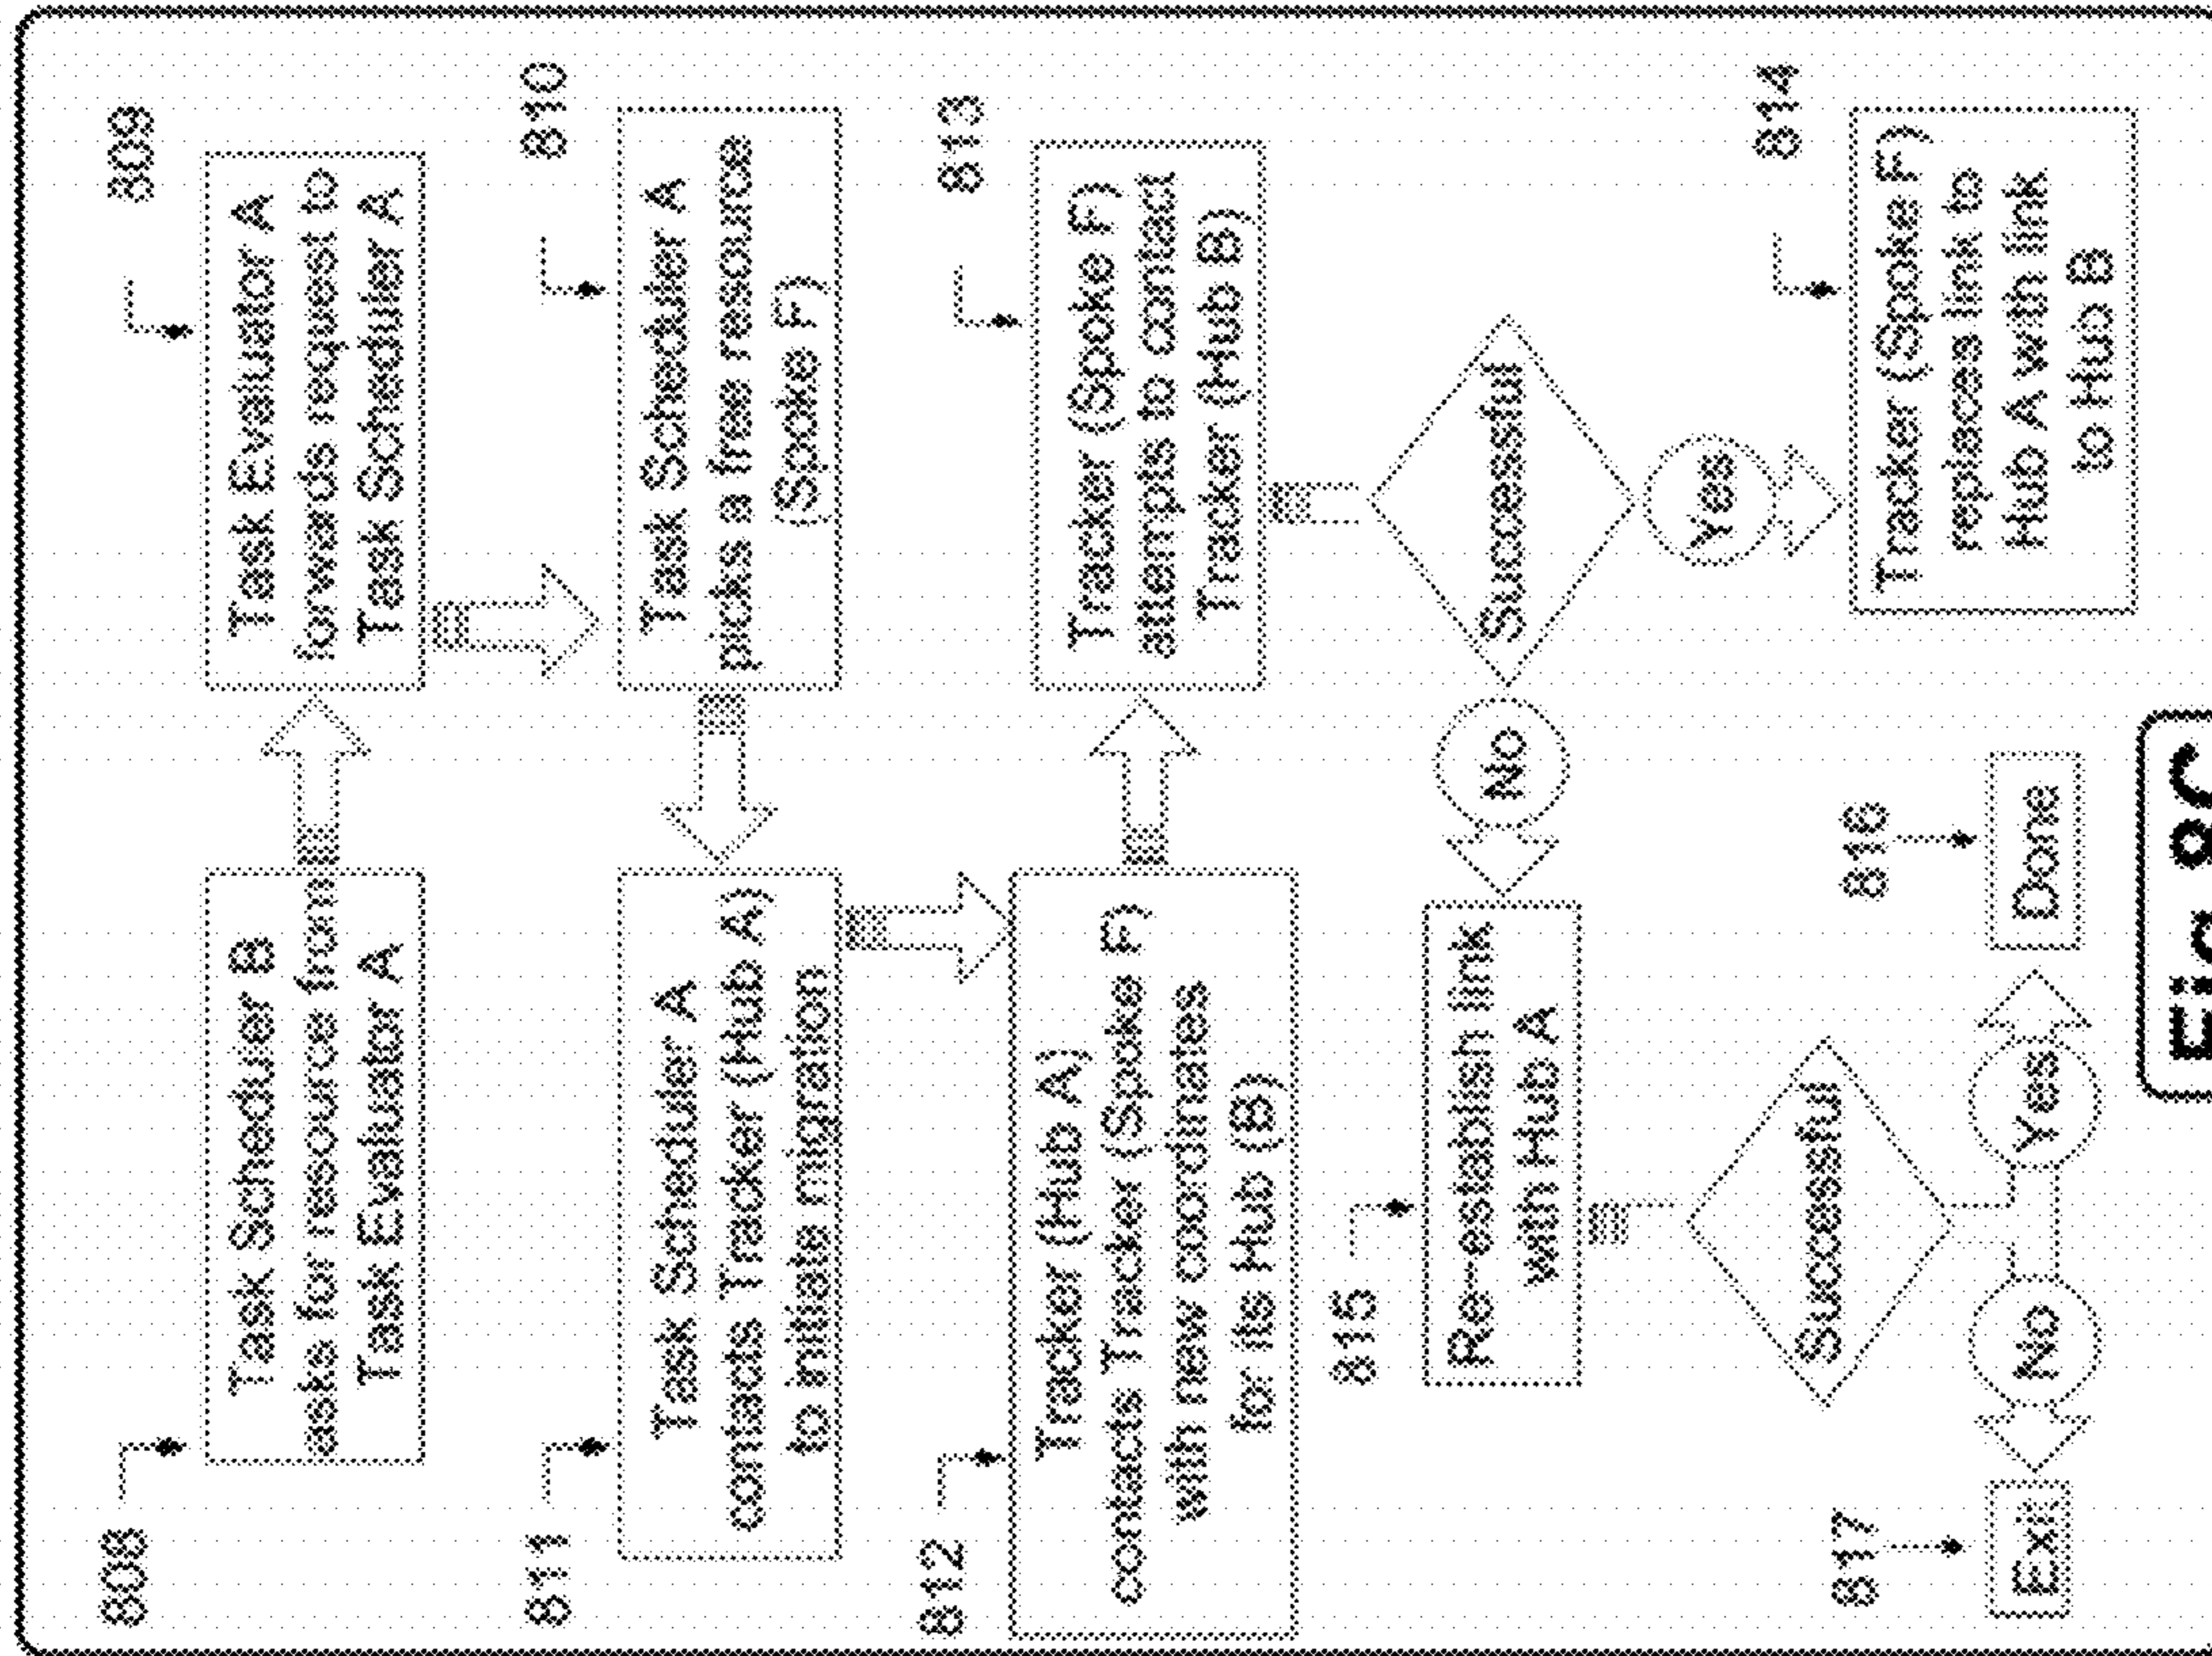 808
Task Scheduer B
asks for resource from
Task Evaluator A
809
Task Evaluator A
forwards request to
Task Scheduler A
810
Task Scheduler A
picks a free resource
(Spoke F)
811
Task Scheduler A
contacts Tracker (Hub A)
to initiate migration
812
Tracker (Hub A)
contacts Tracker (Spoke F)
with new coordinates
for its Hub (B)
813
Tracker (Spoke F)
attempts to contact
Tracker (Hub B)
Successful
No
Yes
814
Tracker (Spoke F)
replaces link to
Hub A with link
to Hub B
815
Re-establish link
with Hub A
Successful
No
Yes
817
Exit
816
Done
Fig 8C